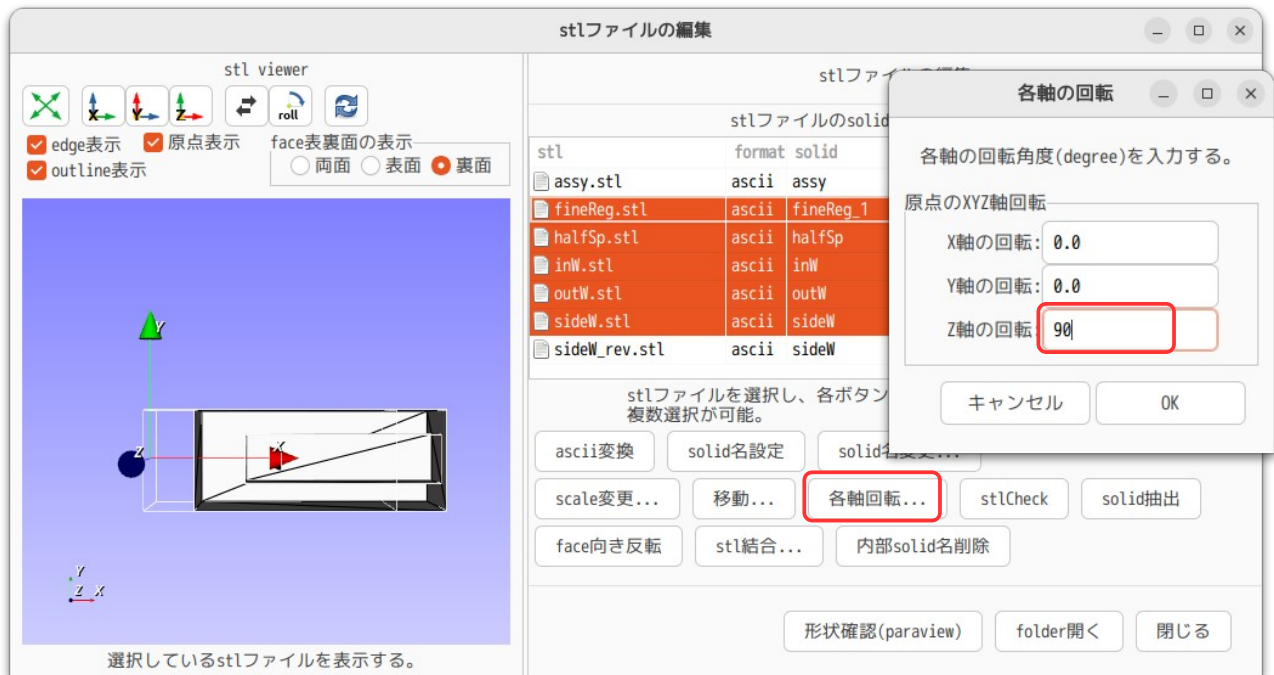 stlファイルの編集
stl viewer
X
Y
Z
roll
edge表示
原点表示
outline表示
face表裏面の表示
両面
表面
裏面
Y
Z
X
Y
Z
X
選択しているstlファイルを表示する。
stlファイルのsolid
stl format solid
assy.stl ascii assy
fineReg.stl ascii fineReg_1
halfSp.stl ascii halfSp
inW.stl ascii inW
outW.stl ascii outW
sideW.stl ascii sideW
sideW_rev.stl ascii sideW
stlファイルを選択し、各ボタン
複数選択が可能。
ascii変換
solid名設定
scale変更...
移動...
各軸回転...
stlCheck
solid抽出
face向き反転
stl結合...
内部solid名削除
形状確認(paraview)
folder開く
閉じる
各軸の回転
各軸の回転角度(degree)を入力する。
原点のXYZ軸回転
X軸の回転: 0.0
Y軸の回転: 0.0
Z軸の回転 90
キャンセル
OK